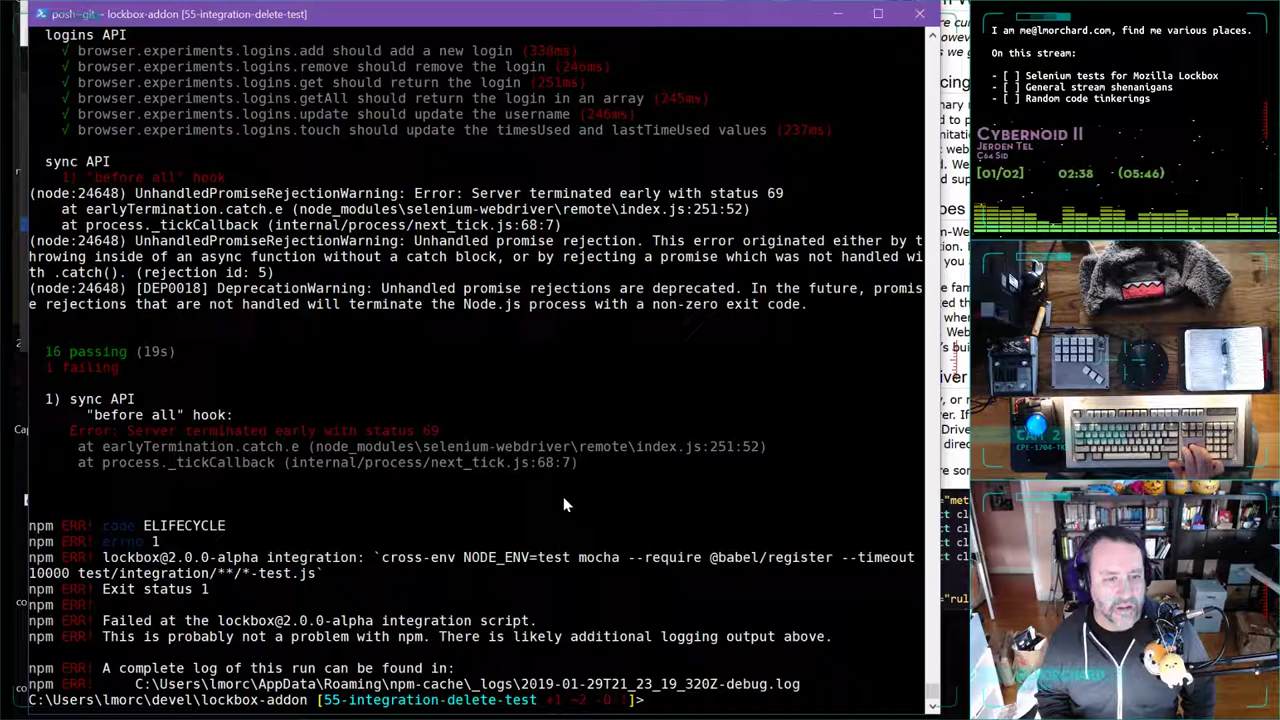 posh~git ~ lockbox-addon [55-integration-delete-test]
logins API
√ browser.experiments.logins.add should add a new login (338ms)
√ browser.experiments.logins.remove should remove the login (246ms)
√ browser.experiments.logins.get should return the login (251ms)
√ browser.experiments.logins.getAll should return the login in an array (245ms)
√ browser.experiments.logins.update should update the username (246ms)
√ browser.experiments.logins.touch should update the timesUsed and lastTimeUsed values (237ms)
sync API
1) "before all" hook
(node:24648) UnhandledPromiseRejectionWarning: Error: Server terminated early with status 69
at earlyTermination.catch.e (node_modules\selenium-webdriver\remote\index.js:251:52)
at process._tickCallback (internal/process/next_tick.js:68:7)
(node:24648) UnhandledPromiseRejectionWarning: Unhandled promise rejection. This error originated either by t
hrowing inside of an async function without a catch block, or by rejecting a promise which was not handled wi
th .catch(). (rejection id: 5)
(node:24648) [DEP0018] DeprecationWarning: Unhandled promise rejections are deprecated. In the future, promis
e rejections that are not handled will terminate the Node.js process with a non-zero exit code.
16 passing (19s)
1 failing
1) sync API
"before all" hook:
Error: Server terminated early with status 69
at earlyTermination.catch.e (node_modules\selenium-webdriver\remote\index.js:251:52)
at process._tickCallback (internal/process/next_tick.js:68:7)
npm ERR! code ELIFECYCLE
npm ERR! errno 1
npm ERR! lockbox@2.0.0-alpha integration: `cross-env NODE_ENV=test mocha --require @babel/register --timeout
10000 test/integration/**/*-test.js`
npm ERR! Exit status 1
npm ERR!
npm ERR! Failed at the lockbox@2.0.0-alpha integration script.
npm ERR! This is probably not a problem with npm. There is likely additional logging output above.
npm ERR! A complete log of this run can be found in:
npm ERR! C:\Users\lmorc\AppData\Roaming\npm-cache\_logs\2019-01-29T21_23_19_320Z-debug.log
C:\Users\lmorc\devel\lockbox-addon [55-integration-delete-test +1 ~2 -0 !]>
I am me@lmorchard.com, find me various places.
On this stream:
- [ ] Selenium tests for Mozilla Lockbox
- [ ] General stream shenanigans
- [ ] Random code tinkerings
Cybernoid II
Jeroen Tel
C64 Sid
[01/02] 02:38 (05:46)
CAM 2
CPE-1704-TK
LMORCHARD